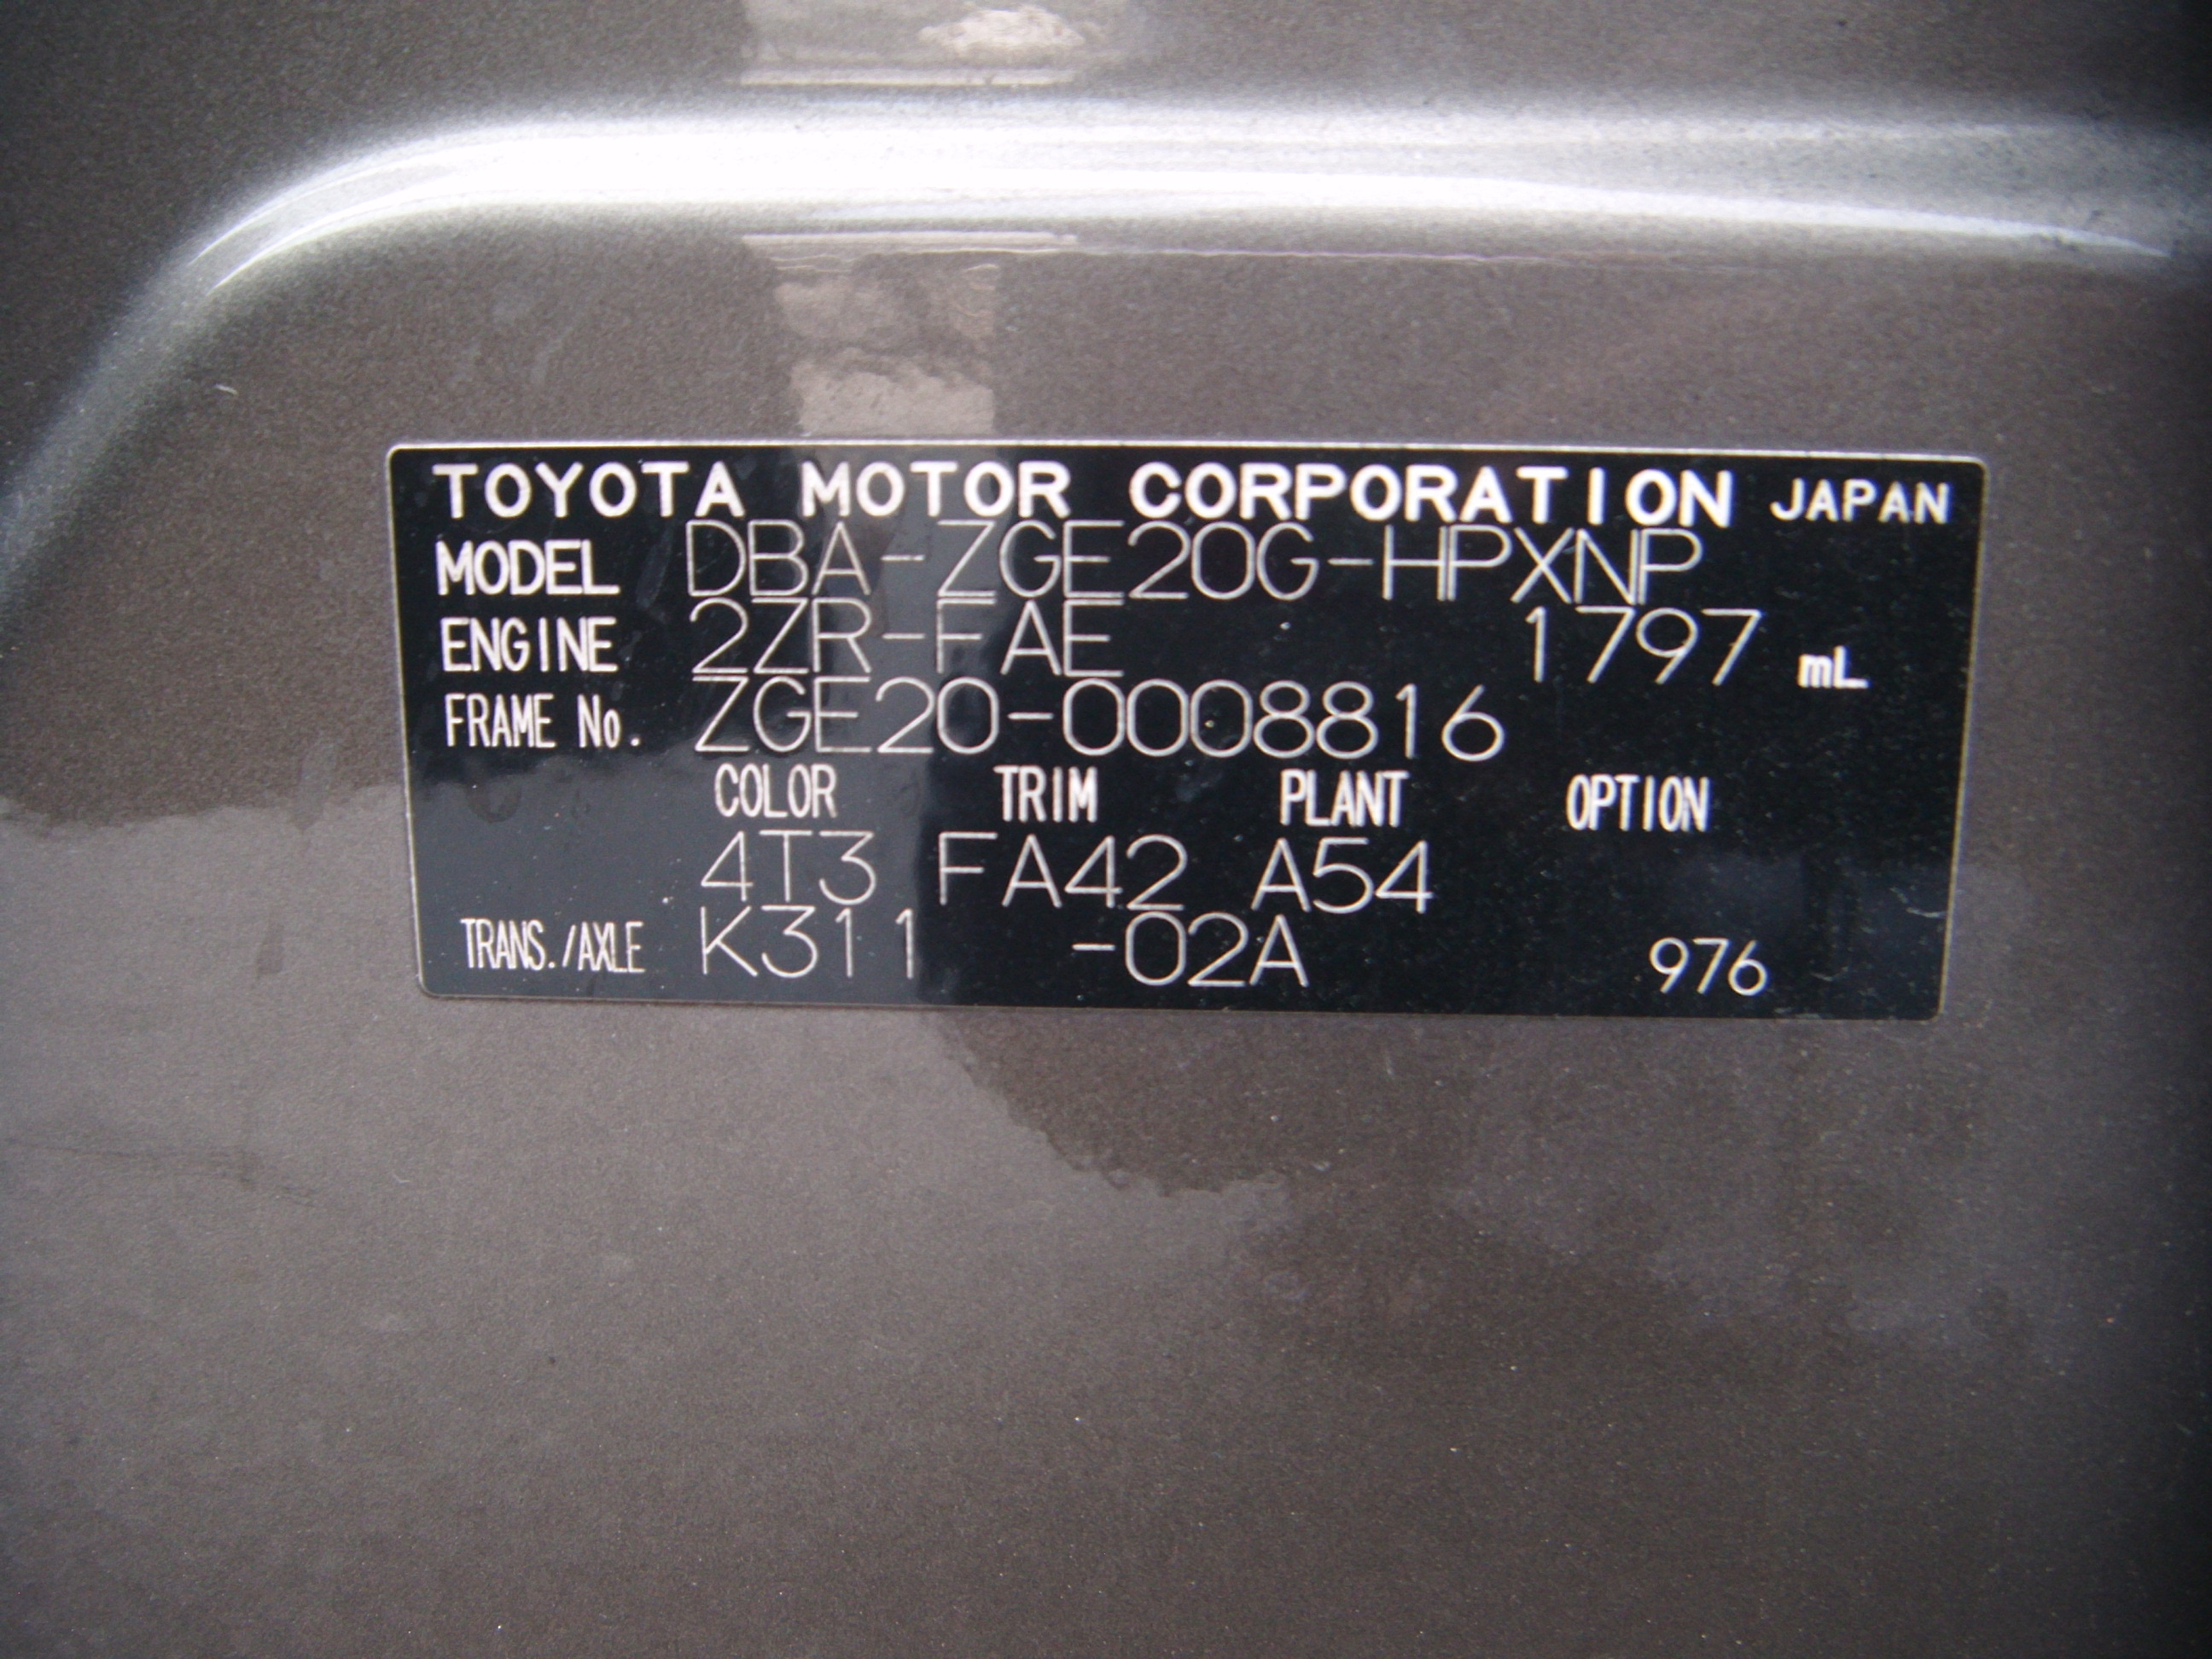 TOYOTA MOTOR CORPORATION JAPAN
MODEL DBA-ZGE20G-HPXNP
ENGINE 2ZR-FAE 1797 mL
FRAME No. ZGE20-0008816
COLOR TRIM PLANT OPTION
4T3 FA42 A54
TRANS./AXLE K311 -02A 976